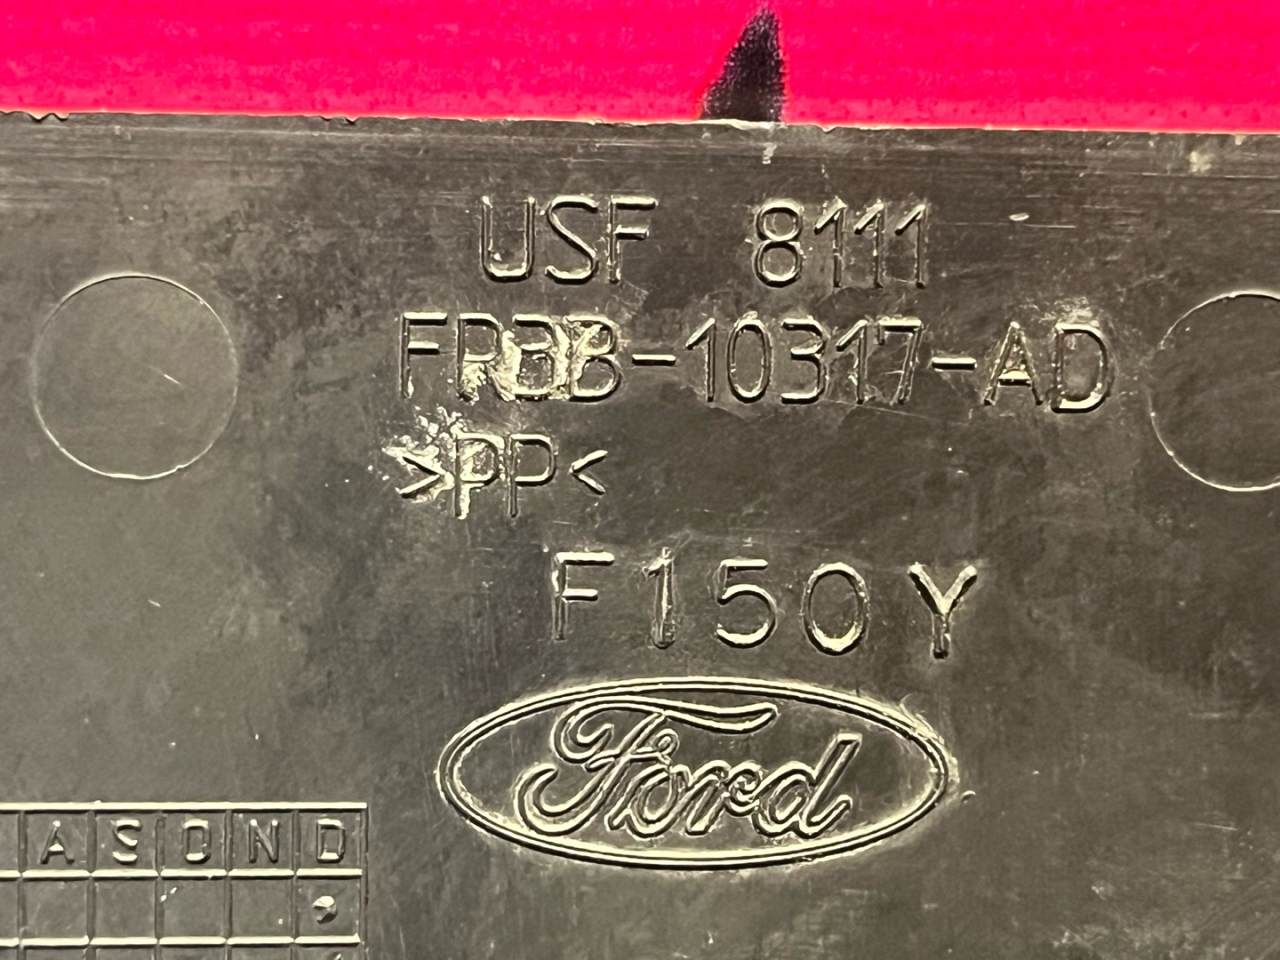 USF 8111
FR3B-10317-AD
>PP<
F150Y
Ford
A S O N D